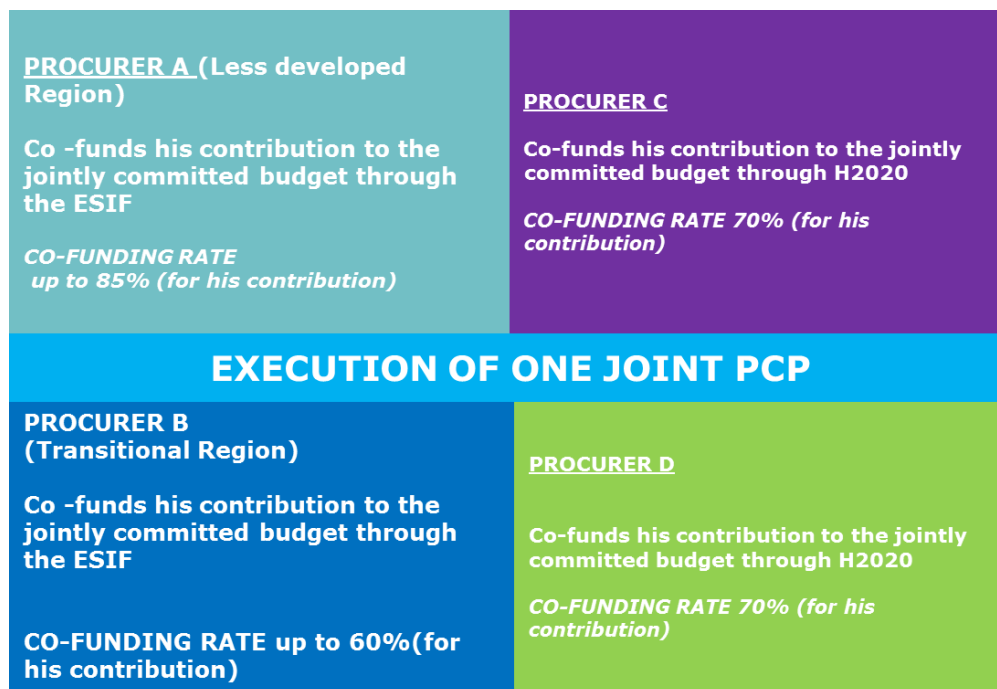 PROCURER A (Less developed
Region)
Co -funds his contribution to the
jointly committed budget through
the ESIF
CO-FUNDING RATE
up to 85% (for his contribution)
PROCURER C
Co-funds his contribution to the jointly
committed budget through H2020
CO-FUNDING RATE 70% (for his
contribution)
EXECUTION OF ONE JOINT PCP
PROCURER B
(Transitional Region)
Co -funds his contribution to the
jointly committed budget through
the ESIF
CO-FUNDING RATE up to 60%(for
his contribution)
PROCURER D
Co-funds his contribution to the jointly
committed budget through H2020
CO-FUNDING RATE 70% (for his
contribution)